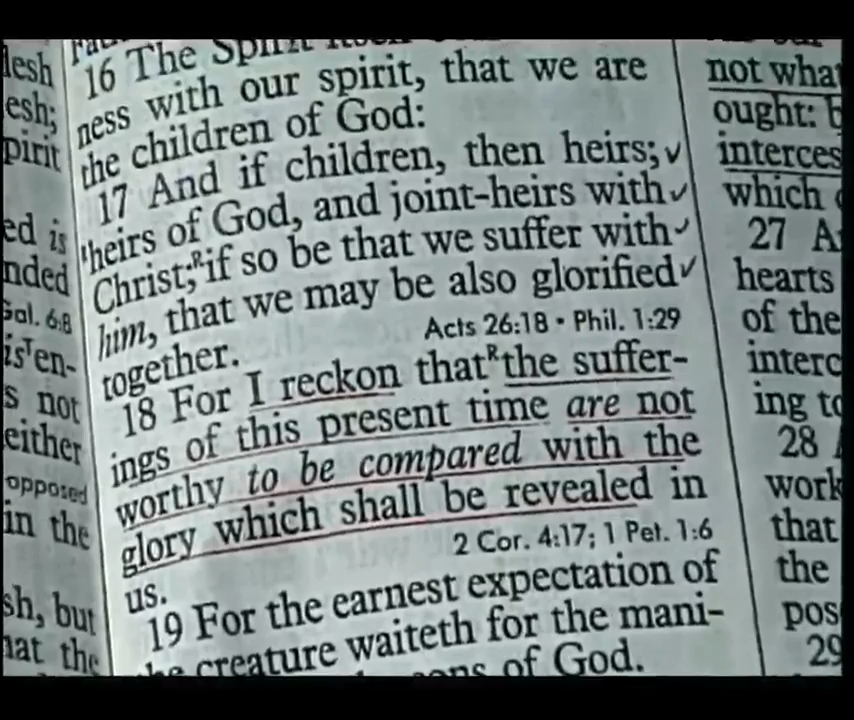 lesh
esh;
pirit
ed is
nded
Gal. 6:8
is en-
s not
either
opposed
in the
sh, but
hat the
16 The Spirit
ness with our spirit, that we are
the children of God:
17 And if children, then heirs;
heirs of God, and joint-heirs with
Christ; R if so be that we suffer with
him, that we may be also glorified
together.
Acts 26:18 • Phil. 1:29
18 For I reckon that R the suffer-
ings of this present time are not
worthy to be compared with the
glory which shall be revealed in
us.
2 Cor. 4:17; 1 Pet. 1:6
19 For the earnest expectation of
the creature waiteth for the mani-
sons of God.
not what
ought: b
interces
which
27 A
hearts
of the
interc
ing to
28
work
that
the
pos
29